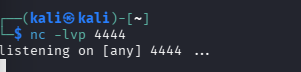 ┌──(kali㉿kali)-[~]
└─$ nc -lvp 4444
listening on [any] 4444 ...